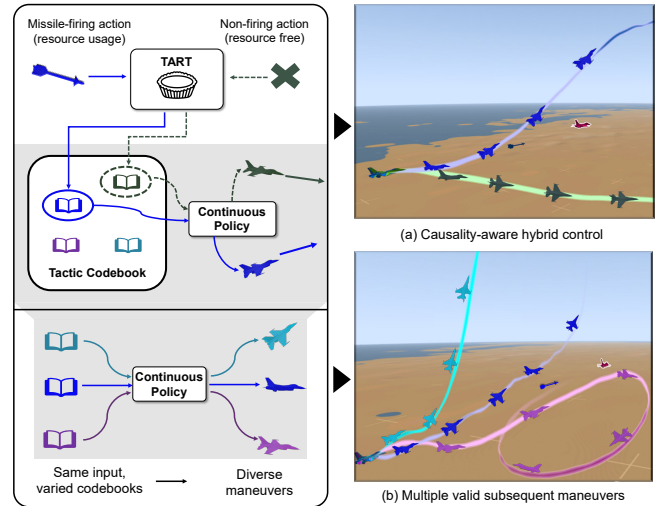 Missile-firing action
(resource usage)
Non-firing action
(resource free)
TART
Continuous
Policy
Tactic Codebook
(a) Causality-aware hybrid control
Continuous
Policy
Same input,
varied codebooks
Diverse
maneuvers
(b) Multiple valid subsequent maneuvers